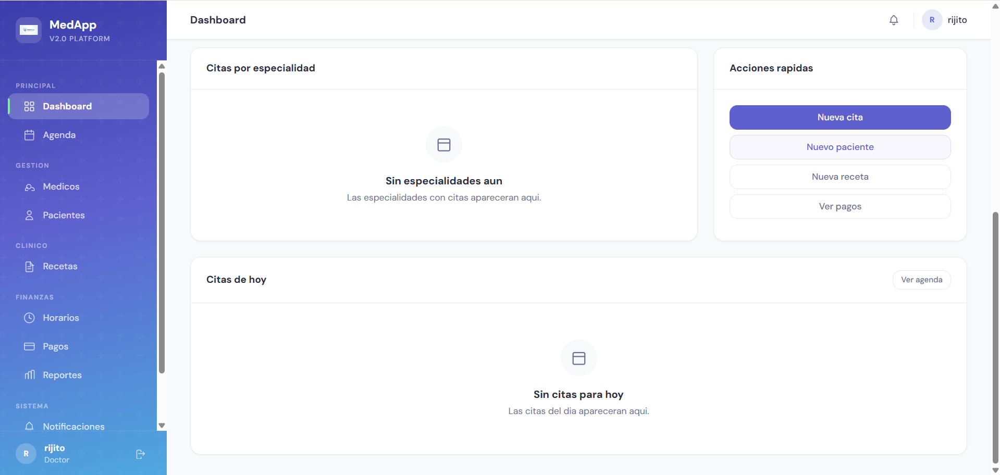 MedApp
V2.0 PLATFORM
PRINCIPAL
Dashboard
Agenda
GESTION
Medicos
Pacientes
CLINICO
Recetas
FINANZAS
Horarios
Pagos
Reportes
SISTEMA
Notificaciones
R
rijito
Doctor
Dashboard
R
rijito
Citas por especialidad
Sin especialidades aun
Las especialidades con citas apareceran aqui.
Acciones rapidas
Nueva cita
Nuevo paciente
Nueva receta
Ver pagos
Citas de hoy
Ver agenda
Sin citas para hoy
Las citas del dia apareceran aqui.